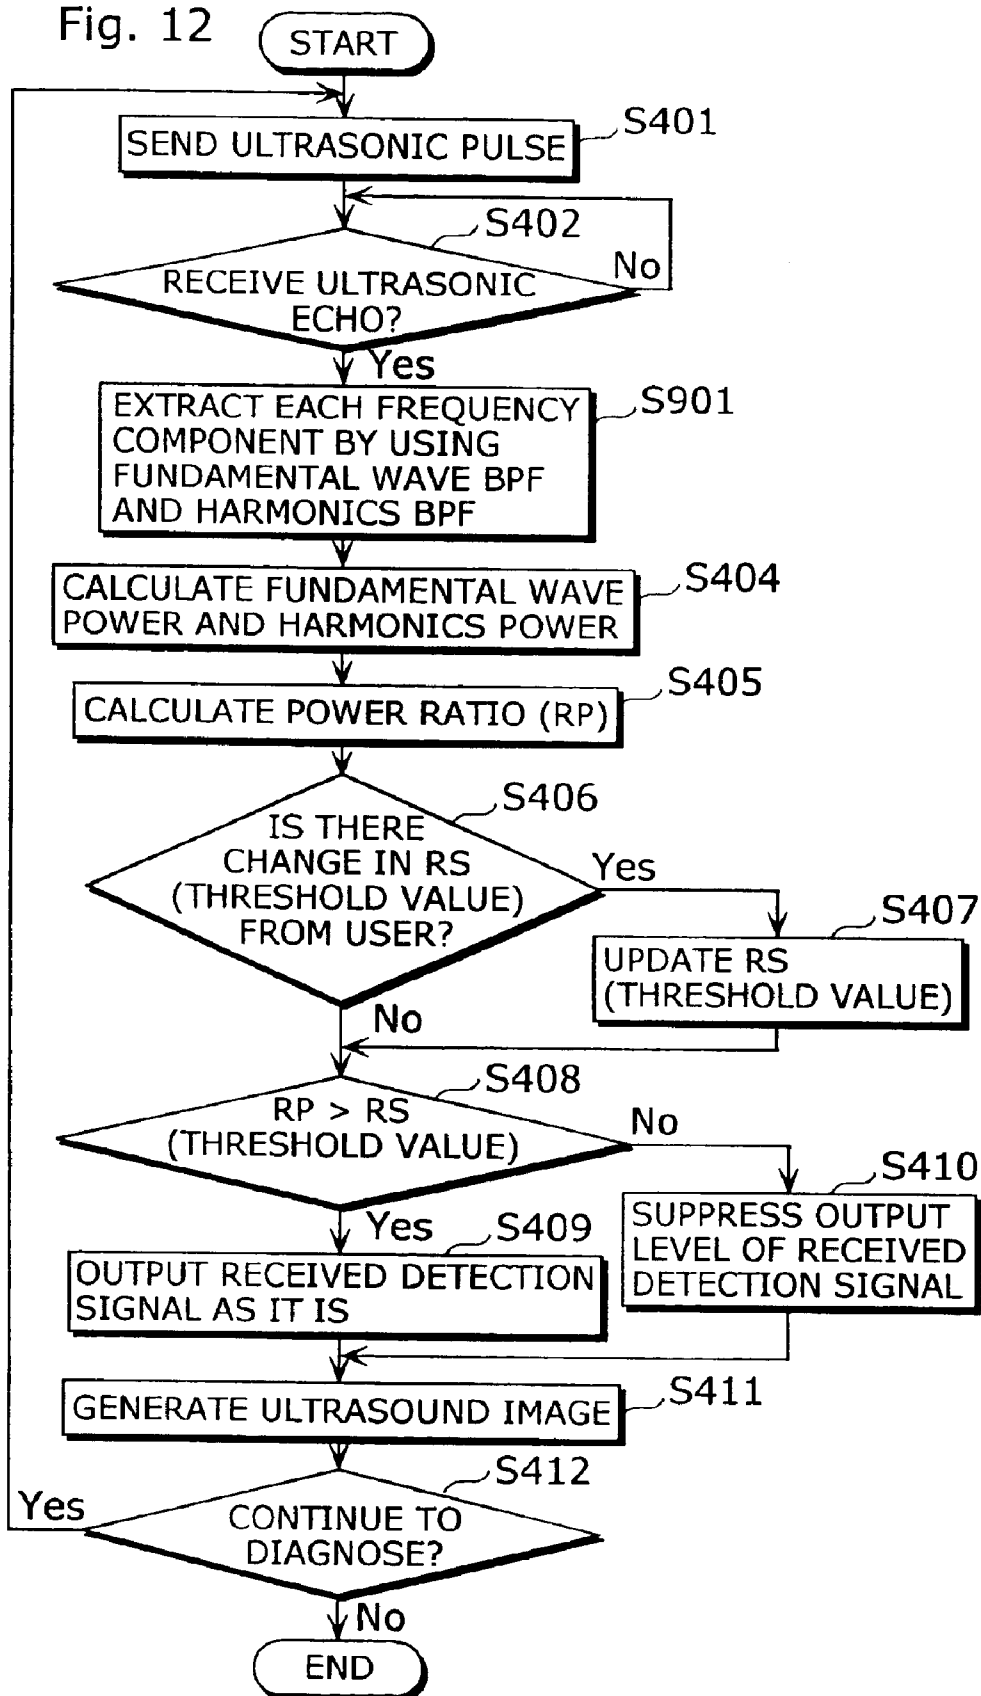 Fig. 12
START
SEND ULTRASONIC PULSE
S401
S402
RECEIVE ULTRASONIC
ECHO?
No
Yes
EXTRACT EACH FREQUENCY
COMPONENT BY USING
FUNDAMENTAL WAVE BPF
AND HARMONICS BPF
S901
CALCULATE FUNDAMENTAL WAVE
POWER AND HARMONICS POWER
S404
CALCULATE POWER RATIO (RP)
S405
S406
IS THERE
CHANGE IN RS
(THRESHOLD VALUE)
FROM USER?
Yes
S407
UPDATE RS
(THRESHOLD VALUE)
No
S408
RP > RS
(THRESHOLD VALUE)
No
S410
SUPPRESS OUTPUT
LEVEL OF RECEIVED
DETECTION SIGNAL
Yes
S409
OUTPUT RECEIVED DETECTION
SIGNAL AS IT IS
GENERATE ULTRASOUND IMAGE
S411
S412
Yes
CONTINUE TO
DIAGNOSE?
No
END